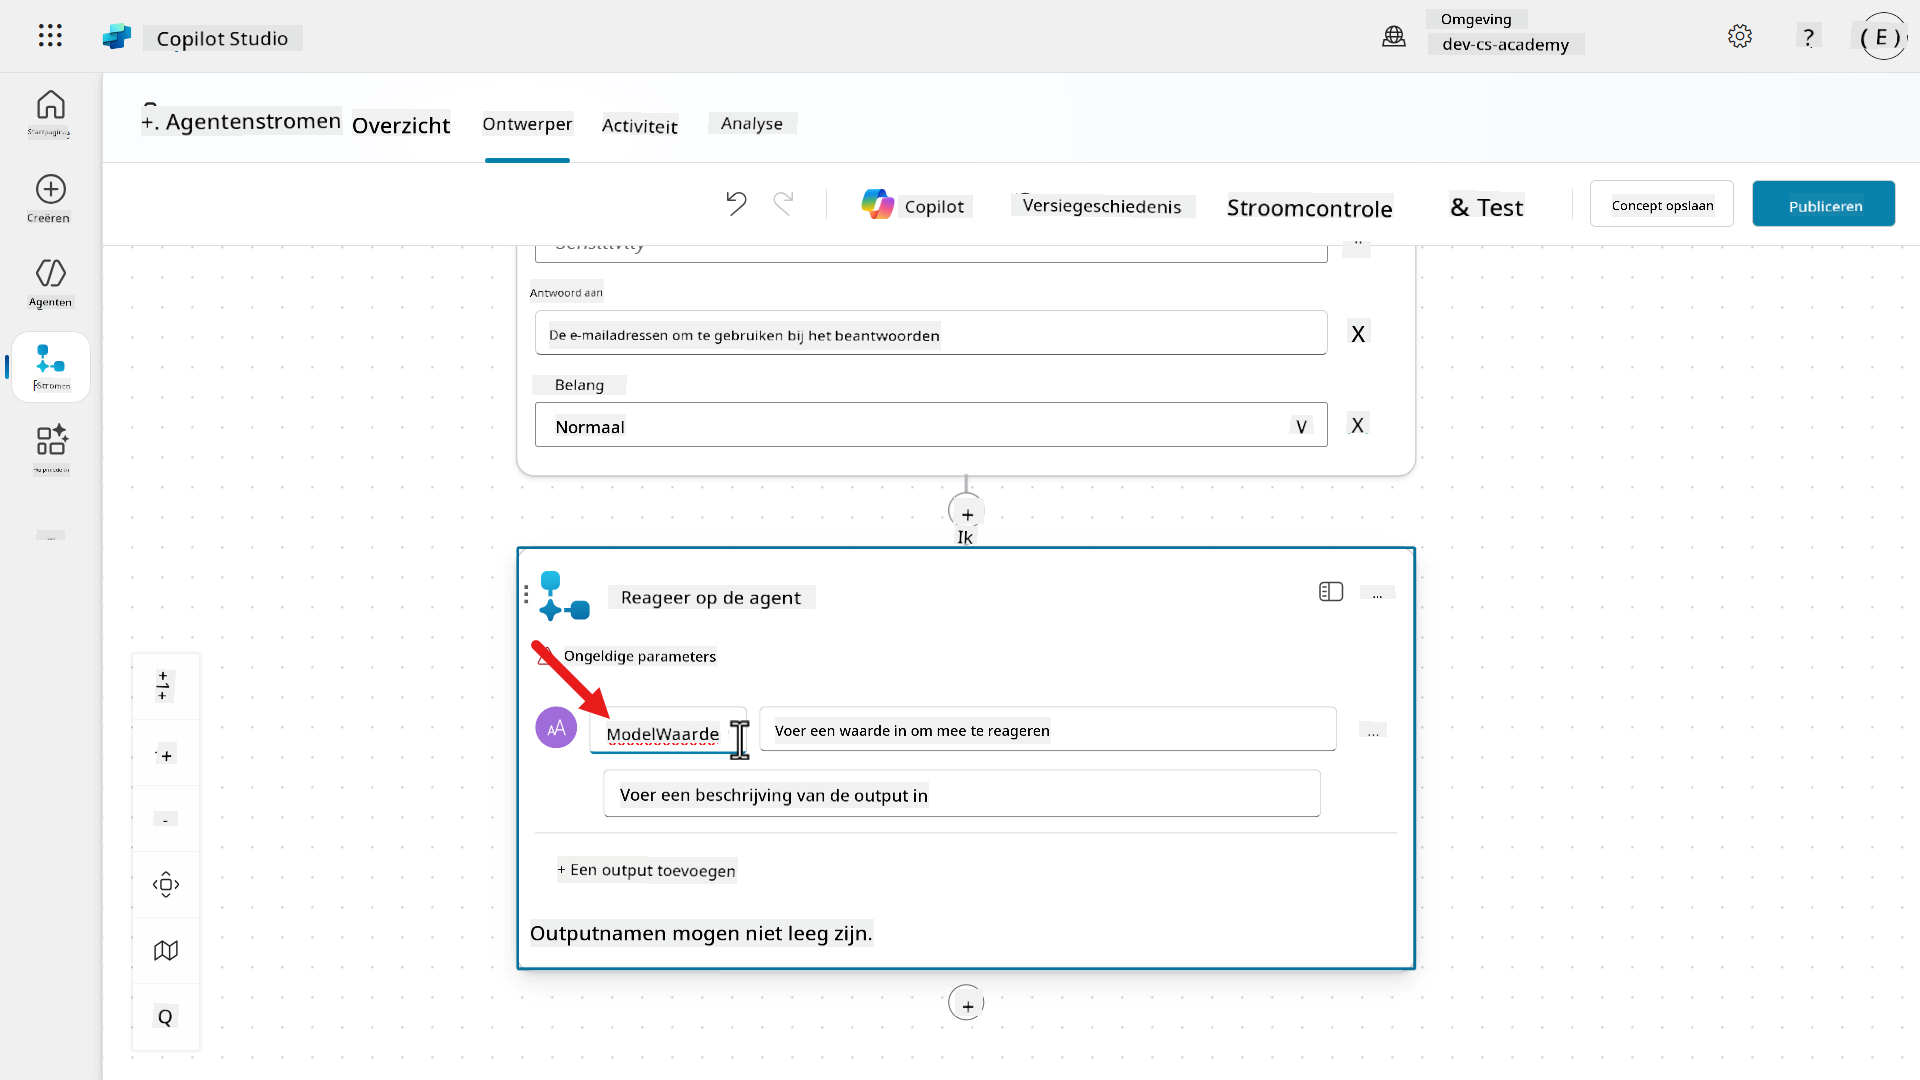 Copilot Studio
Omgeving
dev-cs-academy
?
( E )
+. Agentenstromen
Overzicht
Ontwerper
Activiteit
Analyse
Copilot
Versiegeschiedenis
Stroomcontrole
& Test
Concept opslaan
Publiceren
Creëren
Agenten
Stromen
...
Sensitivity
Antwoord aan
De e-mailadressen om te gebruiken bij het beantwoorden
X
Belang
Normaal
V
X
+
Ik
Reageer op de agent
...
Ongeldige parameters
AA
ModelWaarde
Voer een waarde in om mee te reageren
...
Voer een beschrijving van de output in
+ Een output toevoegen
Outputnamen mogen niet leeg zijn.
+
+
-
Q